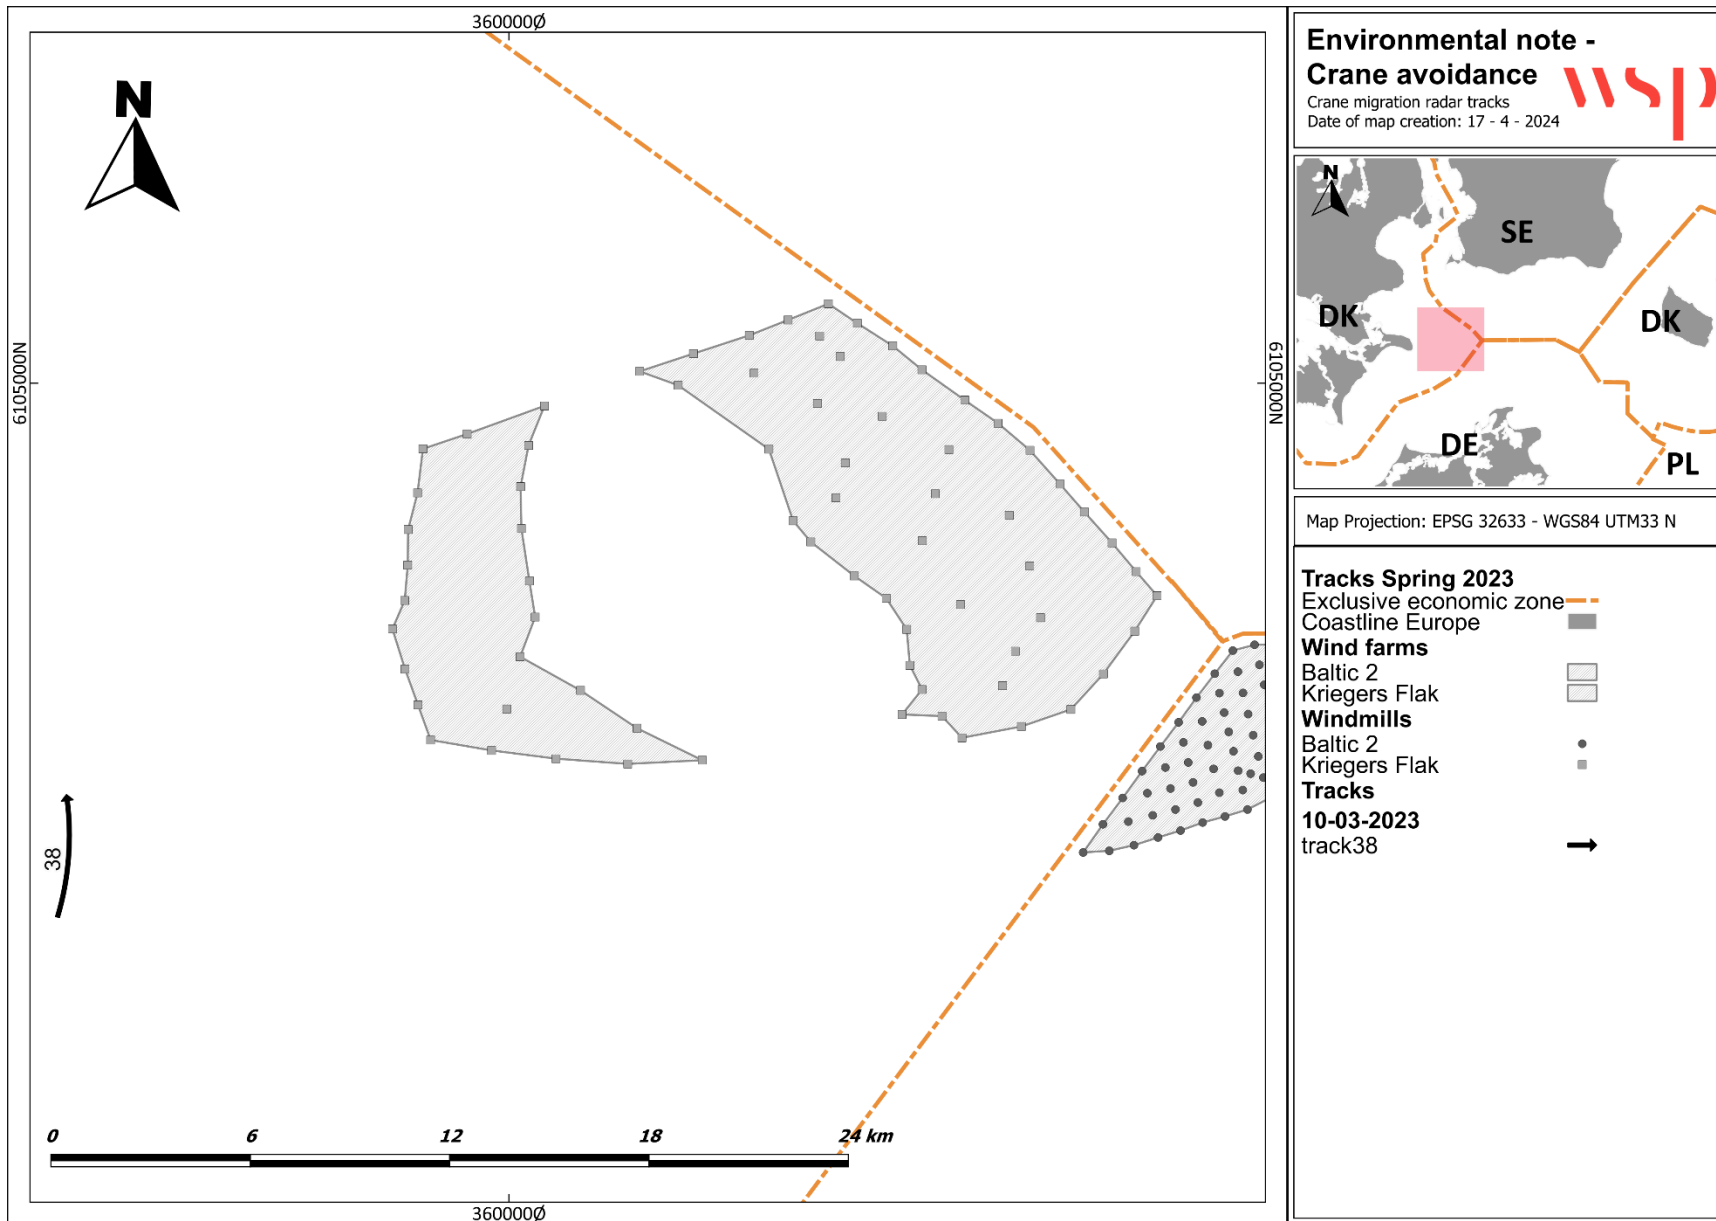 360000Ø
N
6105000N
6105000N
38
0 6 12 18 24 km
360000Ø
Environmental note -
Crane avoidance
wsp
Crane migration radar tracks
Date of map creation: 17 - 4 - 2024
N
SE
DK
DK
DE
PL
Map Projection: EPSG 32633 - WGS84 UTM33 N
Tracks Spring 2023
Exclusive economic zone
Coastline Europe
Wind farms
Baltic 2
Kriegers Flak
Windmills
Baltic 2
Kriegers Flak
Tracks
10-03-2023
track38